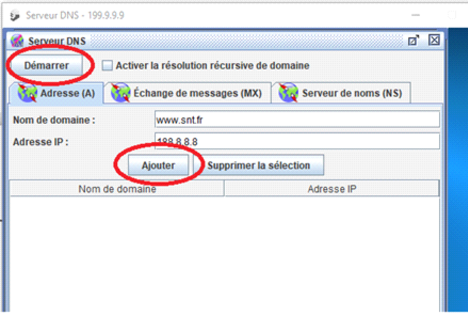 Serveur DNS - 199.9.9.9
Serveur DNS
Démarrer
Activer la résolution récursive de domaine
Adresse (A)
Échange de messages (MX)
Serveur de noms (NS)
Nom de domaine :
www.snt.fr
Adresse IP :
188.8.8.8
Ajouter
Supprimer la sélection
Nom de domaine
Adresse IP